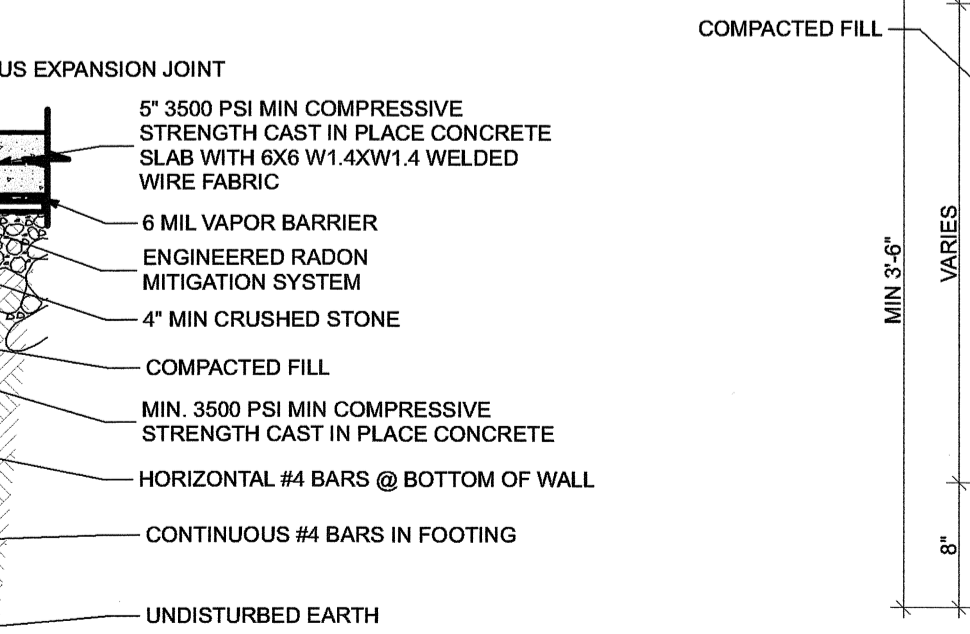 COMPACTED FILL
US EXPANSION JOINT
5" 3500 PSI MIN COMPRESSIVE
STRENGTH CAST IN PLACE CONCRETE
SLAB WITH 6X6 W1.4XW1.4 WELDED
WIRE FABRIC
6 MIL VAPOR BARRIER
ENGINEERED RADON
MITIGATION SYSTEM
4" MIN CRUSHED STONE
COMPACTED FILL
MIN. 3500 PSI MIN COMPRESSIVE
STRENGTH CAST IN PLACE CONCRETE
HORIZONTAL #4 BARS @ BOTTOM OF WALL
CONTINUOUS #4 BARS IN FOOTING
UNDISTURBED EARTH
MIN 3'-6"
VARIES
8"